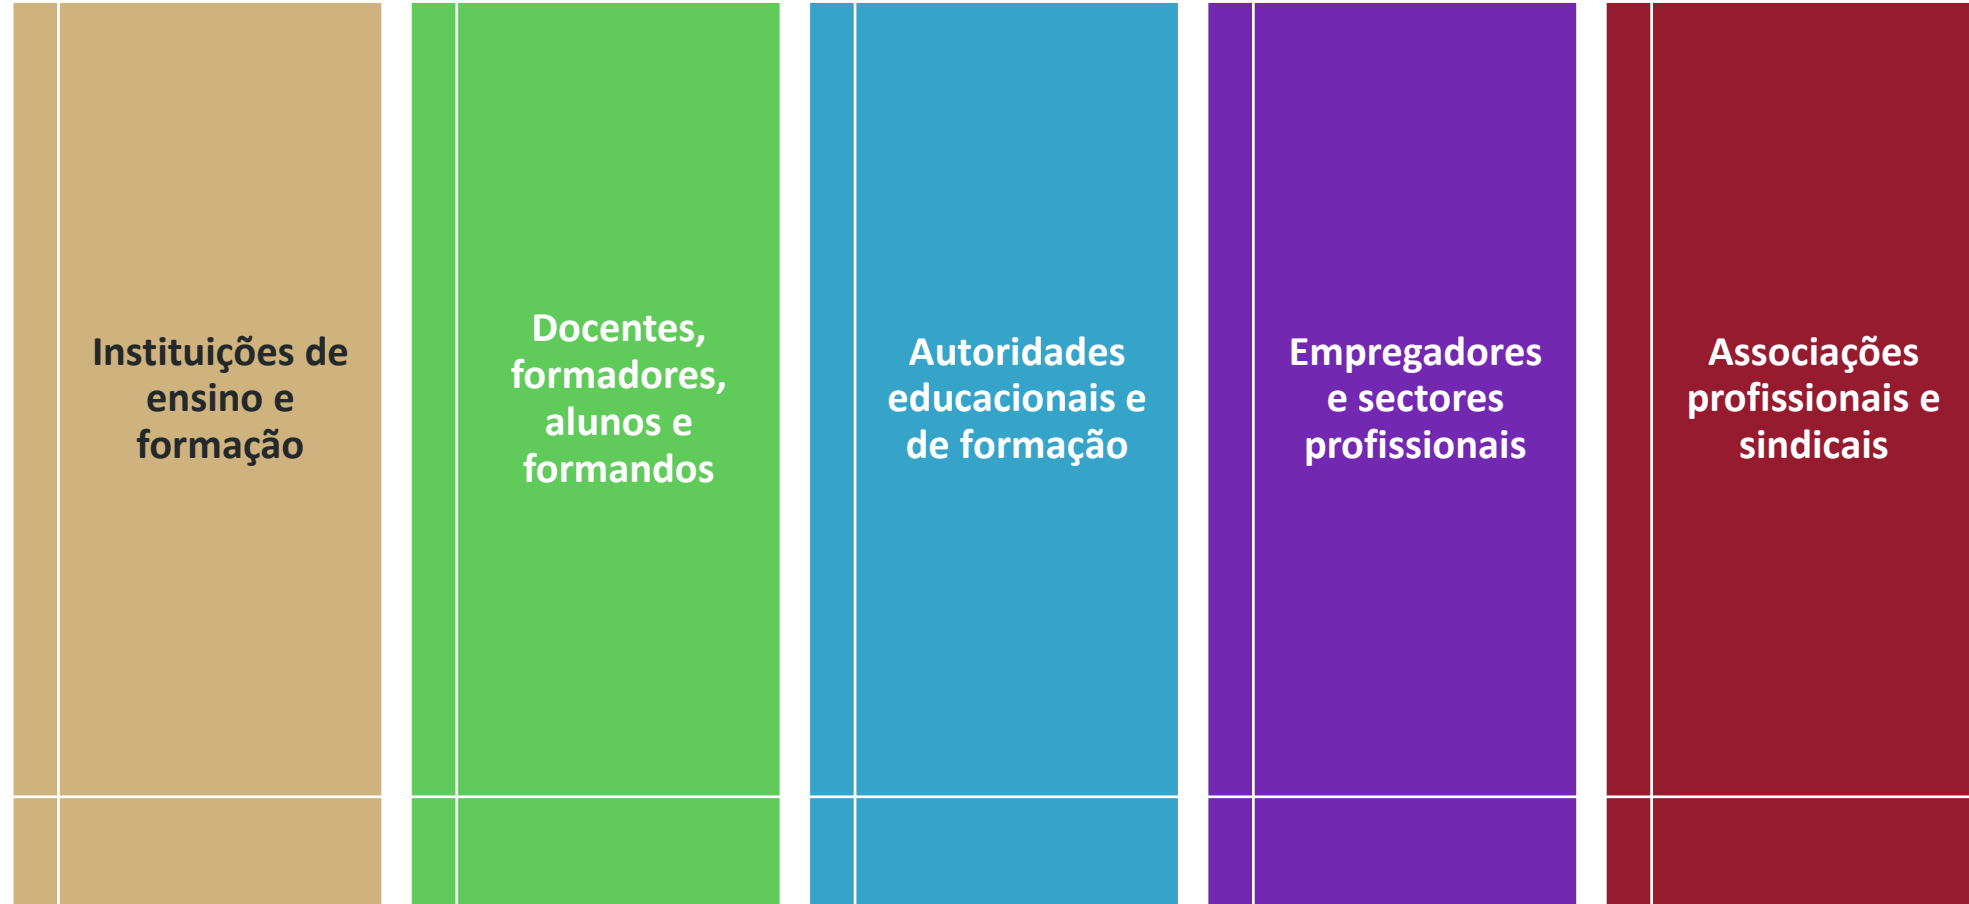 Instituições de
ensino e
formação
Docentes,
formadores,
alunos e
formandos
Autoridades
educacionais e
de formação
Empregadores
e sectores
profissionais
Associações
profissionais e
sindicais